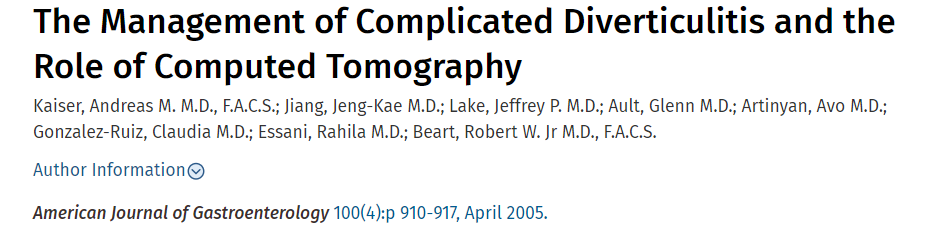 The Management of Complicated Diverticulitis and the
Role of Computed Tomography
Kaiser, Andreas M. M.D., F.A.C.S.; Jiang, Jeng-Kae M.D.; Lake, Jeffrey P. M.D.; Ault, Glenn M.D.; Artinyan, Avo M.D.;
Gonzalez-Ruiz, Claudia M.D.; Essani, Rahila M.D.; Beart, Robert W. Jr M.D., F.A.C.S.
Author Information
American Journal of Gastroenterology 100(4):p 910-917, April 2005.